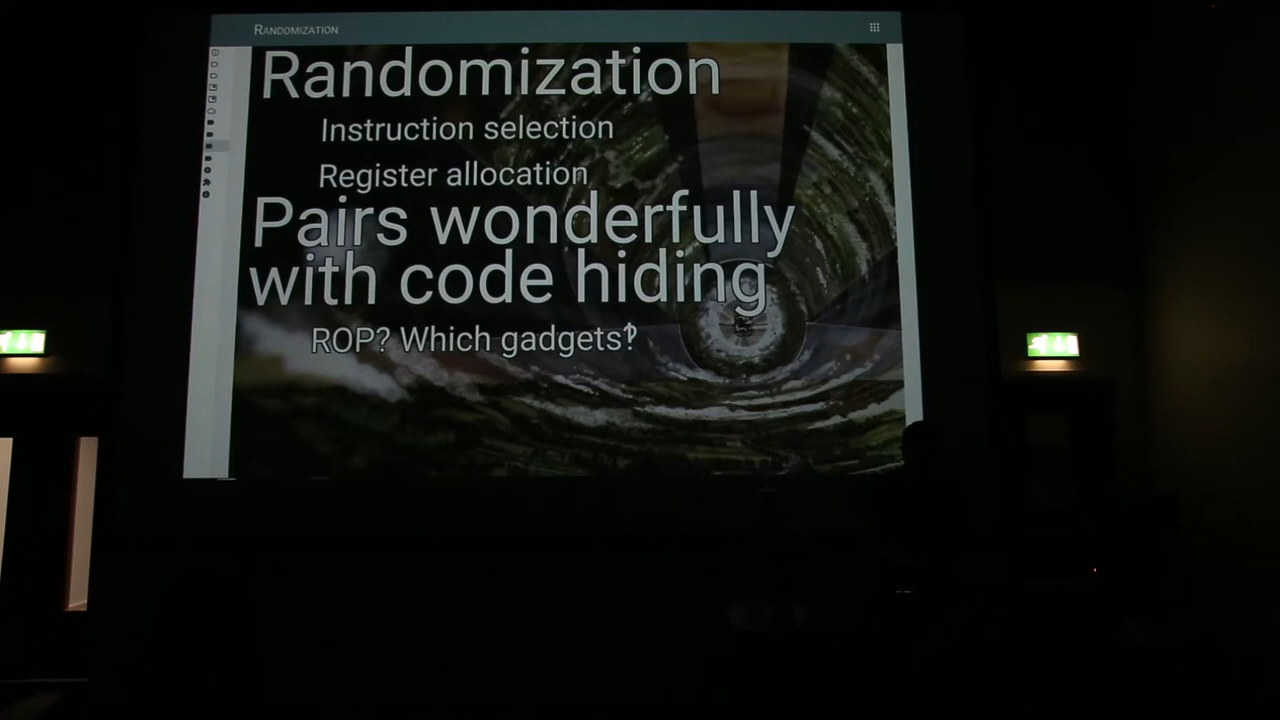 Randomization
Randomization
Instruction selection
Register allocation
Pairs wonderfully
with code hiding
ROP? Which gadgets‽